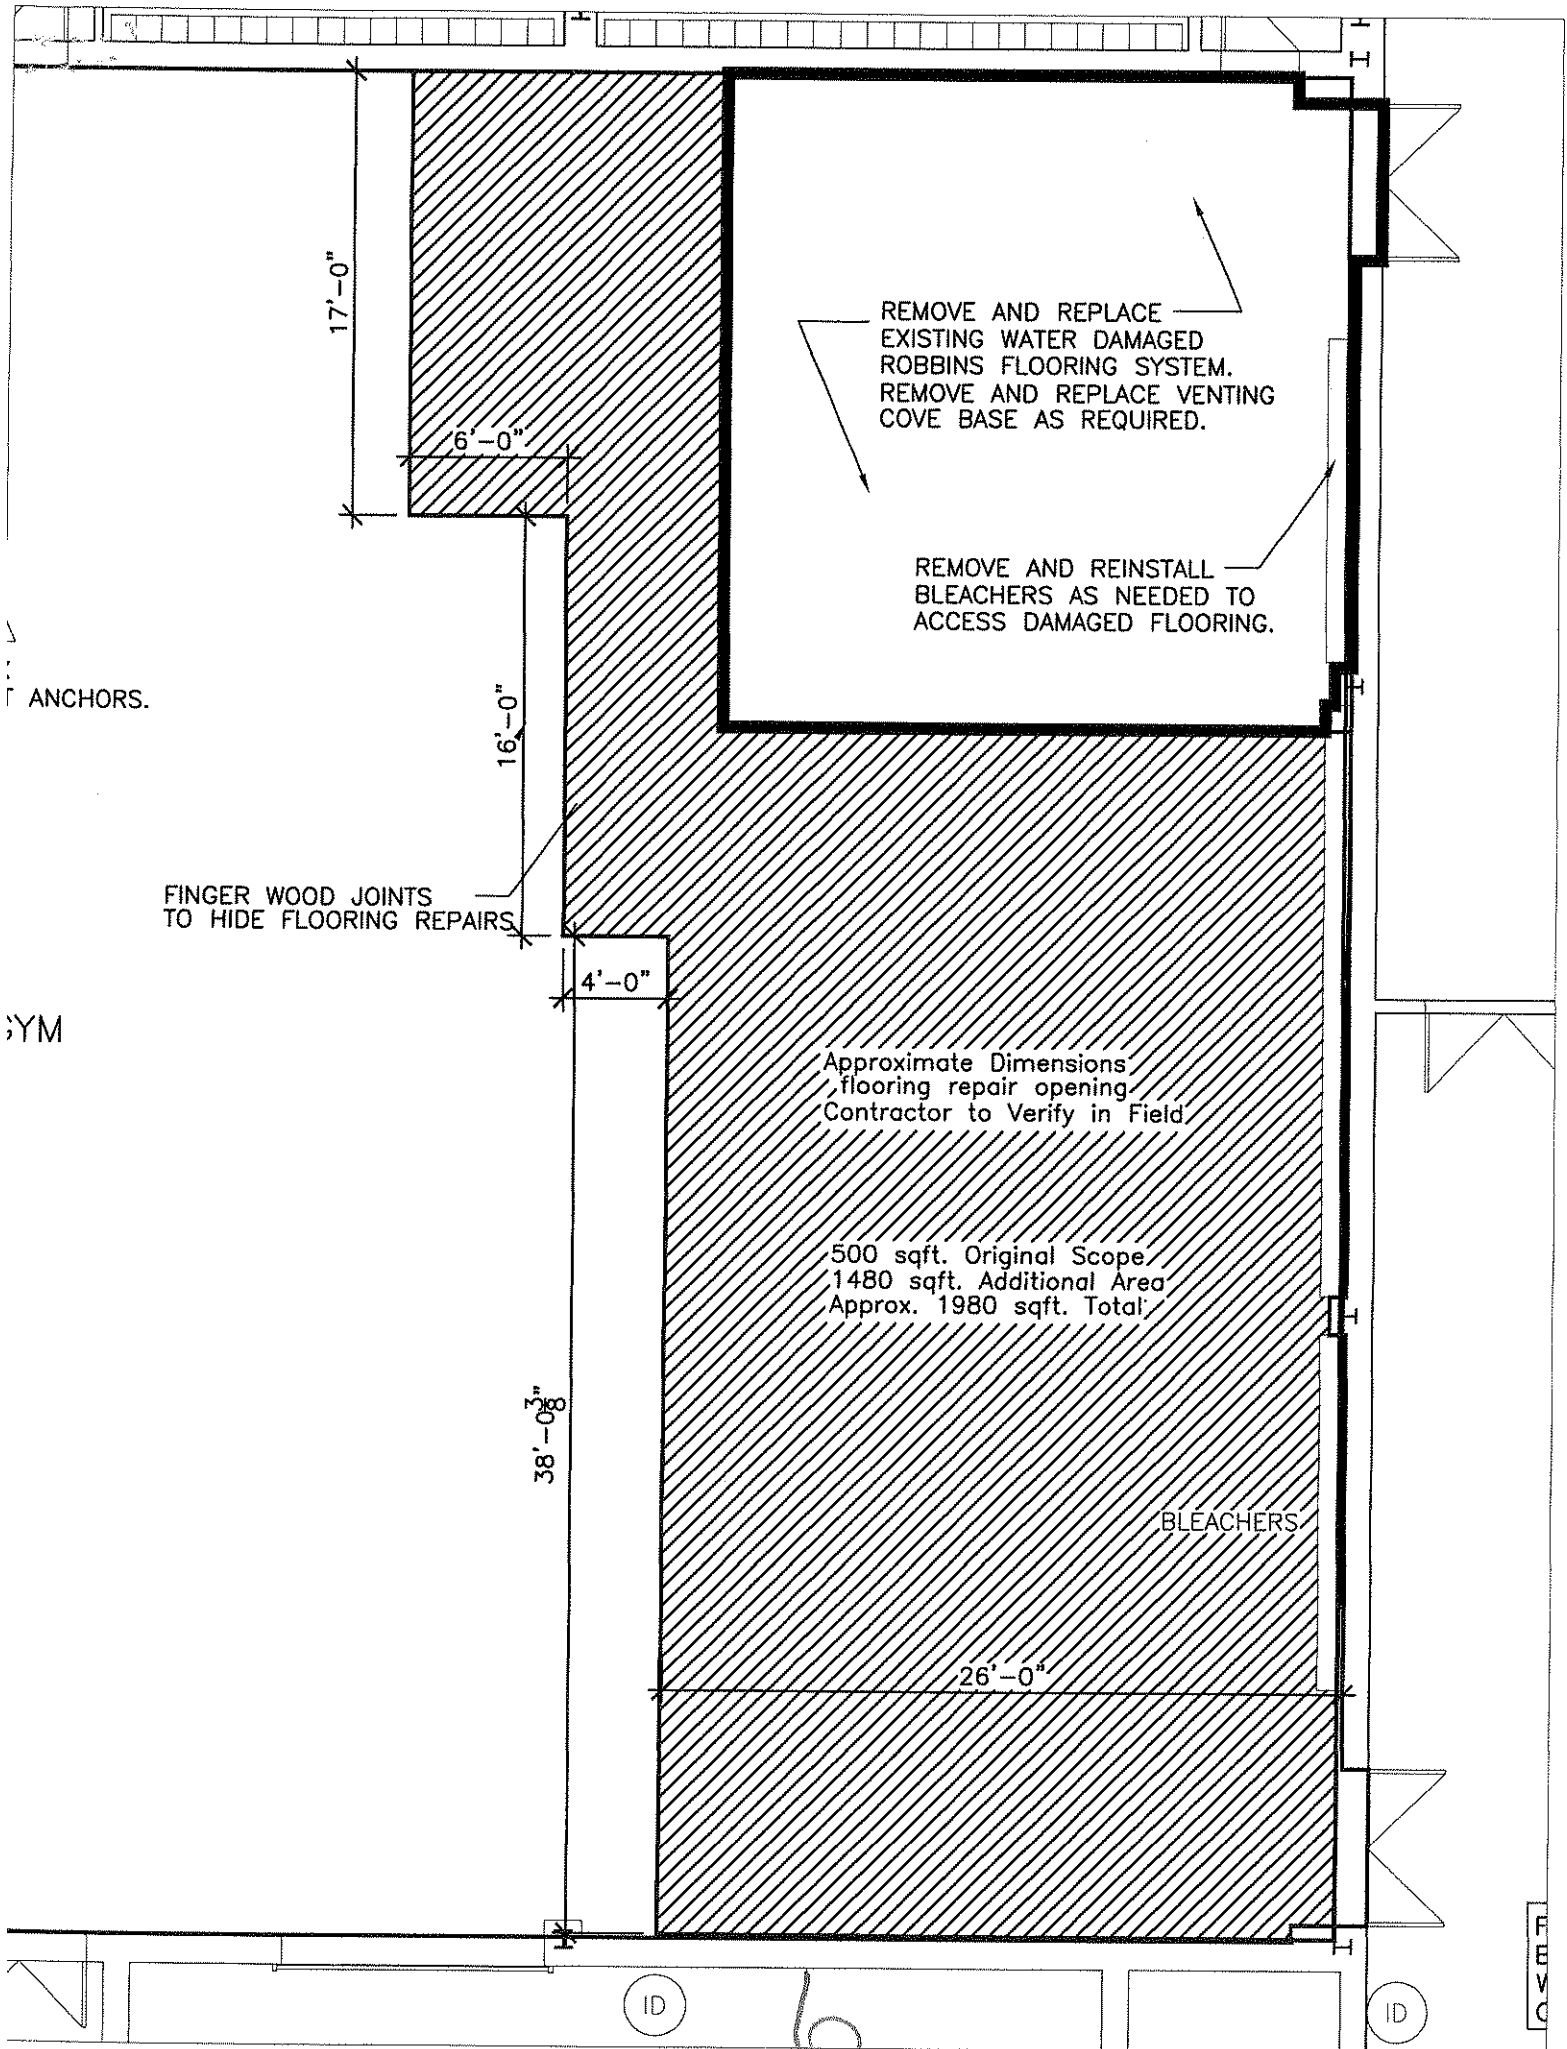 17'-0"
REMOVE AND REPLACE
EXISTING WATER DAMAGED
ROBBINS FLOORING SYSTEM.
REMOVE AND REPLACE VENTING
COVE BASE AS REQUIRED.
6'-0"
REMOVE AND REINSTALL
BLEACHERS AS NEEDED TO
ACCESS DAMAGED FLOORING.
T ANCHORS.
16'-0"
FINGER WOOD JOINTS
TO HIDE FLOORING REPAIRS
4'-0"
GYM
Approximate Dimensions
flooring repair opening
Contractor to Verify in Field
500 sqft. Original Scope
1480 sqft. Additional Area
Approx. 1980 sqft. Total
38'-0 3/8"
BLEACHERS
26'-0"
ID
6
ID